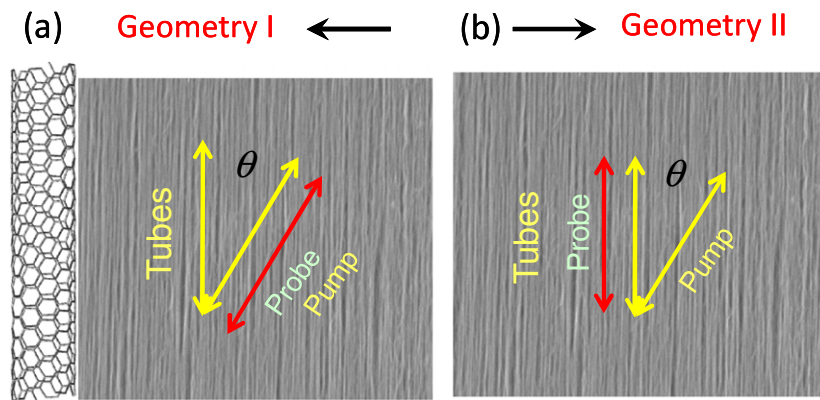 (a) Geometry I
(b) Geometry II
θ
Tubes
Probe
Pump
θ
Tubes
Probe
Pump